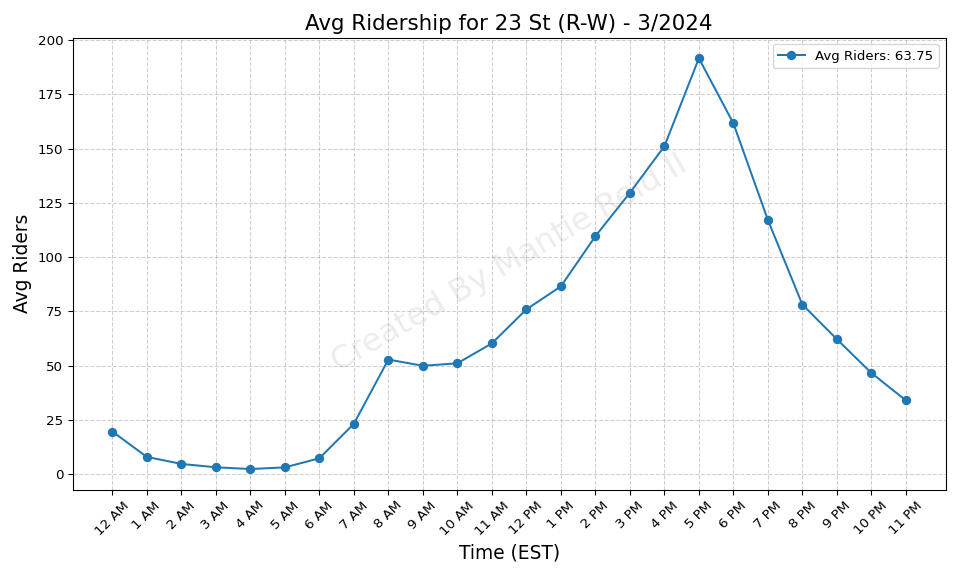 Avg Ridership for 23 St (R-W) - 3/2024
Avg Riders: 63.75
Avg Riders
200
175
150
125
100
75
50
25
0
Created By Mantle Reid II
12 AM
1 AM
2 AM
3 AM
4 AM
5 AM
6 AM
7 AM
8 AM
9 AM
10 AM
11 AM
12 PM
1 PM
2 PM
3 PM
4 PM
5 PM
6 PM
7 PM
8 PM
9 PM
10 PM
11 PM
Time (EST)